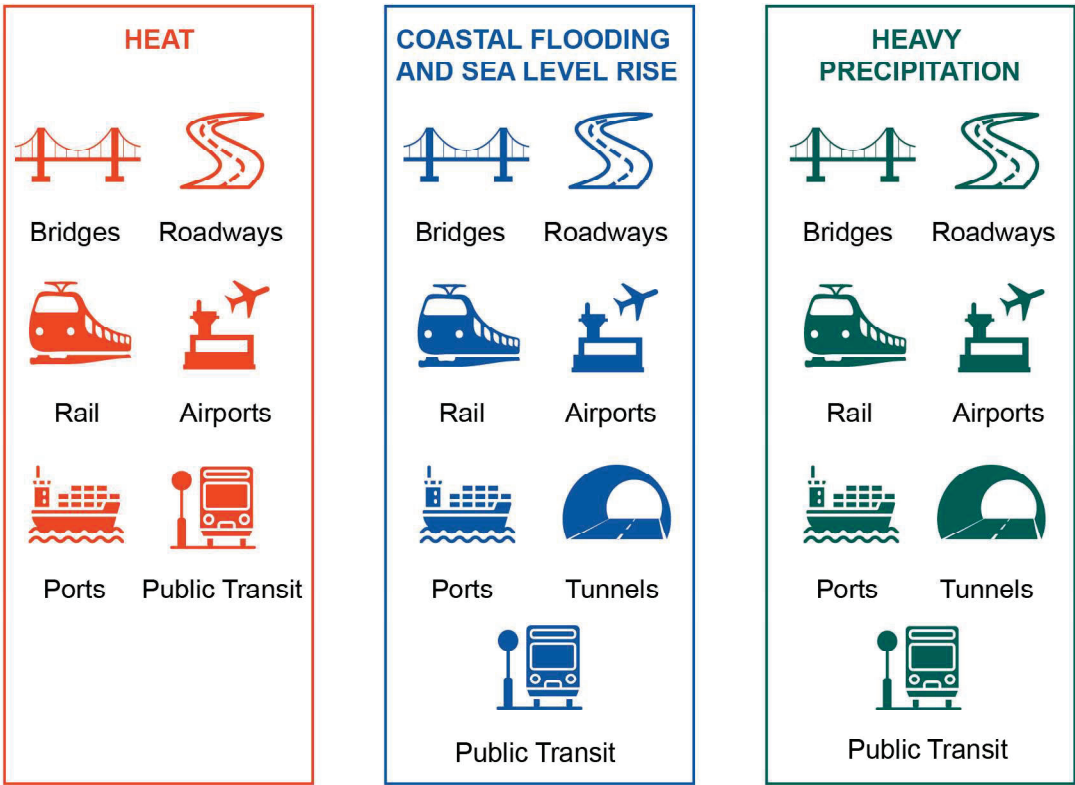 HEAT
Bridges
Roadways
Rail
Airports
Ports
Public Transit
COASTAL FLOODING
AND SEA LEVEL RISE
Bridges
Roadways
Rail
Airports
Ports
Tunnels
Public Transit
HEAVY
PRECIPITATION
Bridges
Roadways
Rail
Airports
Ports
Tunnels
Public Transit